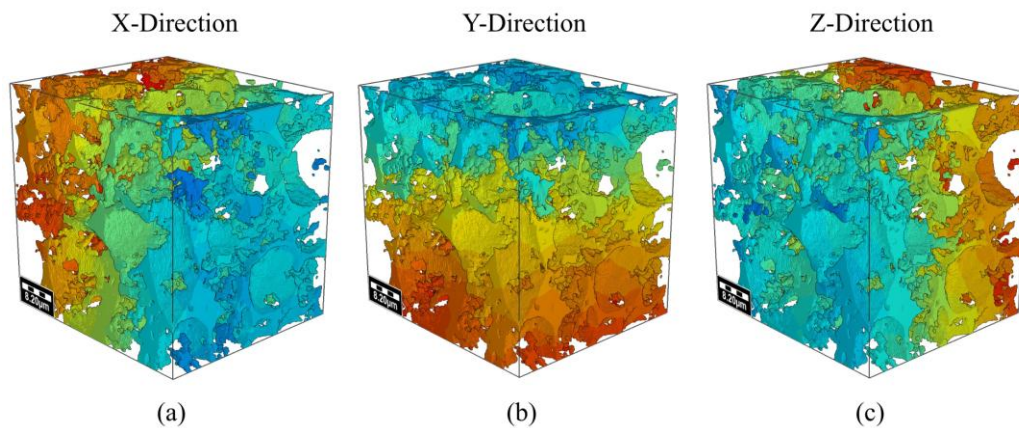 X-Direction
Y-Direction
Z-Direction
8.20μm
8.20μm
8.20μm
(a)
(b)
(c)